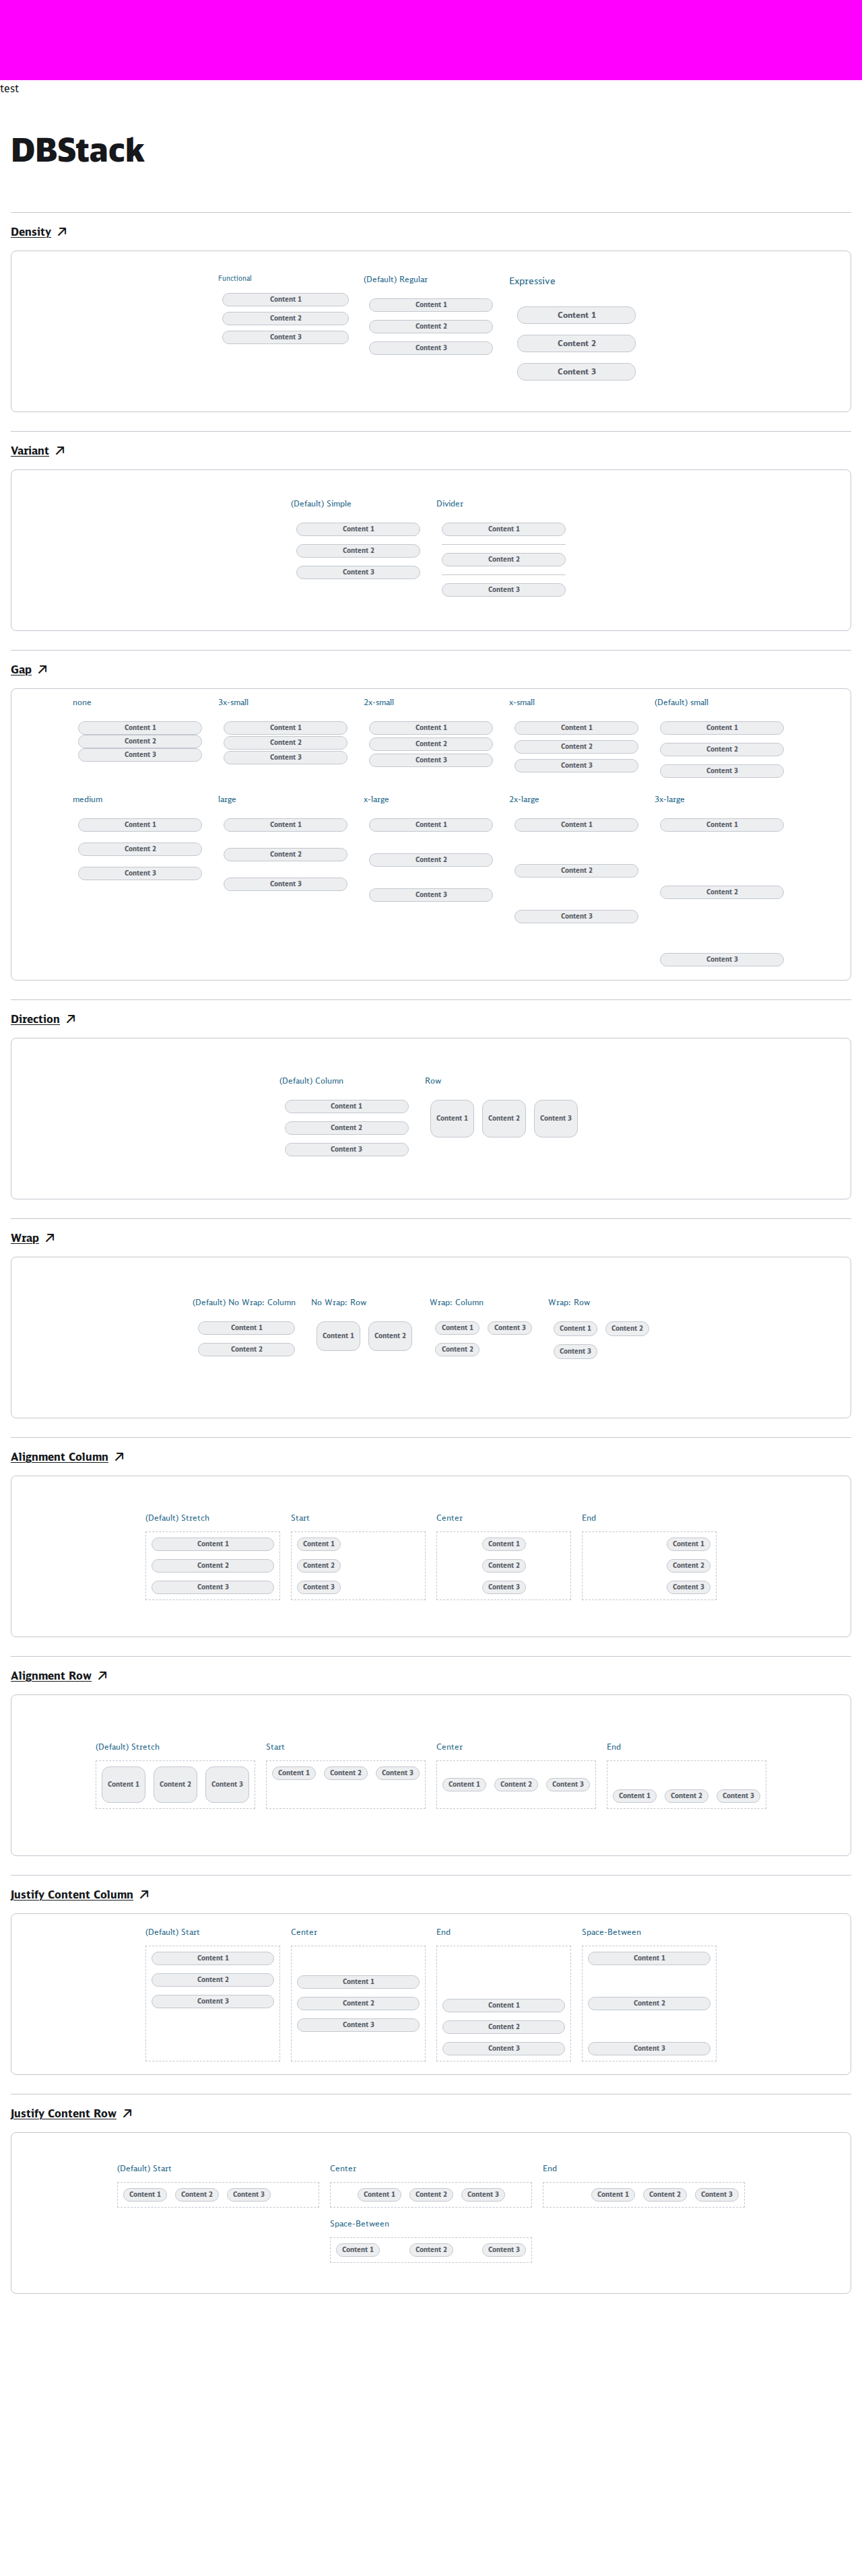 test
DBStack
Density
Functional (Default) Regular Expressive
Content 1 Content 1 Content 1
Content 2 Content 2 Content 2
Content 3 Content 3 Content 3
Variant
(Default) Simple Divider
Content 1 Content 1
Content 2 Content 2
Content 3 Content 3
Gap
none 3x-small 2x-small x-small (Default) small
Content 1 Content 1 Content 1 Content 1 Content 1
Content 2 Content 2 Content 2 Content 2 Content 2
Content 3 Content 3 Content 3 Content 3 Content 3
medium large x-large 2x-large 3x-large
Content 1 Content 1 Content 1 Content 1 Content 1
Content 2 Content 2 Content 2 Content 2 Content 2
Content 3 Content 3 Content 3 Content 3 Content 3
Direction
(Default) Column Row
Content 1 Content 1 Content 2 Content 3
Content 2
Content 3
Wrap
(Default) No Wrap: Column No Wrap: Row Wrap: Column Wrap: Row
Content 1 Content 1 Content 2 Content 1 Content 3 Content 1 Content 2
Content 2 Content 2 Content 3
Alignment Column
(Default) Stretch Start Center End
Content 1 Content 1 Content 1 Content 1
Content 2 Content 2 Content 2 Content 2
Content 3 Content 3 Content 3 Content 3
Alignment Row
(Default) Stretch Start Center End
Content 1 Content 2 Content 3 Content 1 Content 2 Content 3 Content 1 Content 2 Content 3 Content 1 Content 2 Content 3
Justify Content Column
(Default) Start Center End Space-Between
Content 1 Content 1 Content 1 Content 1
Content 2 Content 2 Content 2 Content 2
Content 3 Content 3 Content 3 Content 3
Justify Content Row
(Default) Start Center End
Content 1 Content 2 Content 3 Content 1 Content 2 Content 3 Content 1 Content 2 Content 3
Space-Between
Content 1 Content 2 Content 3